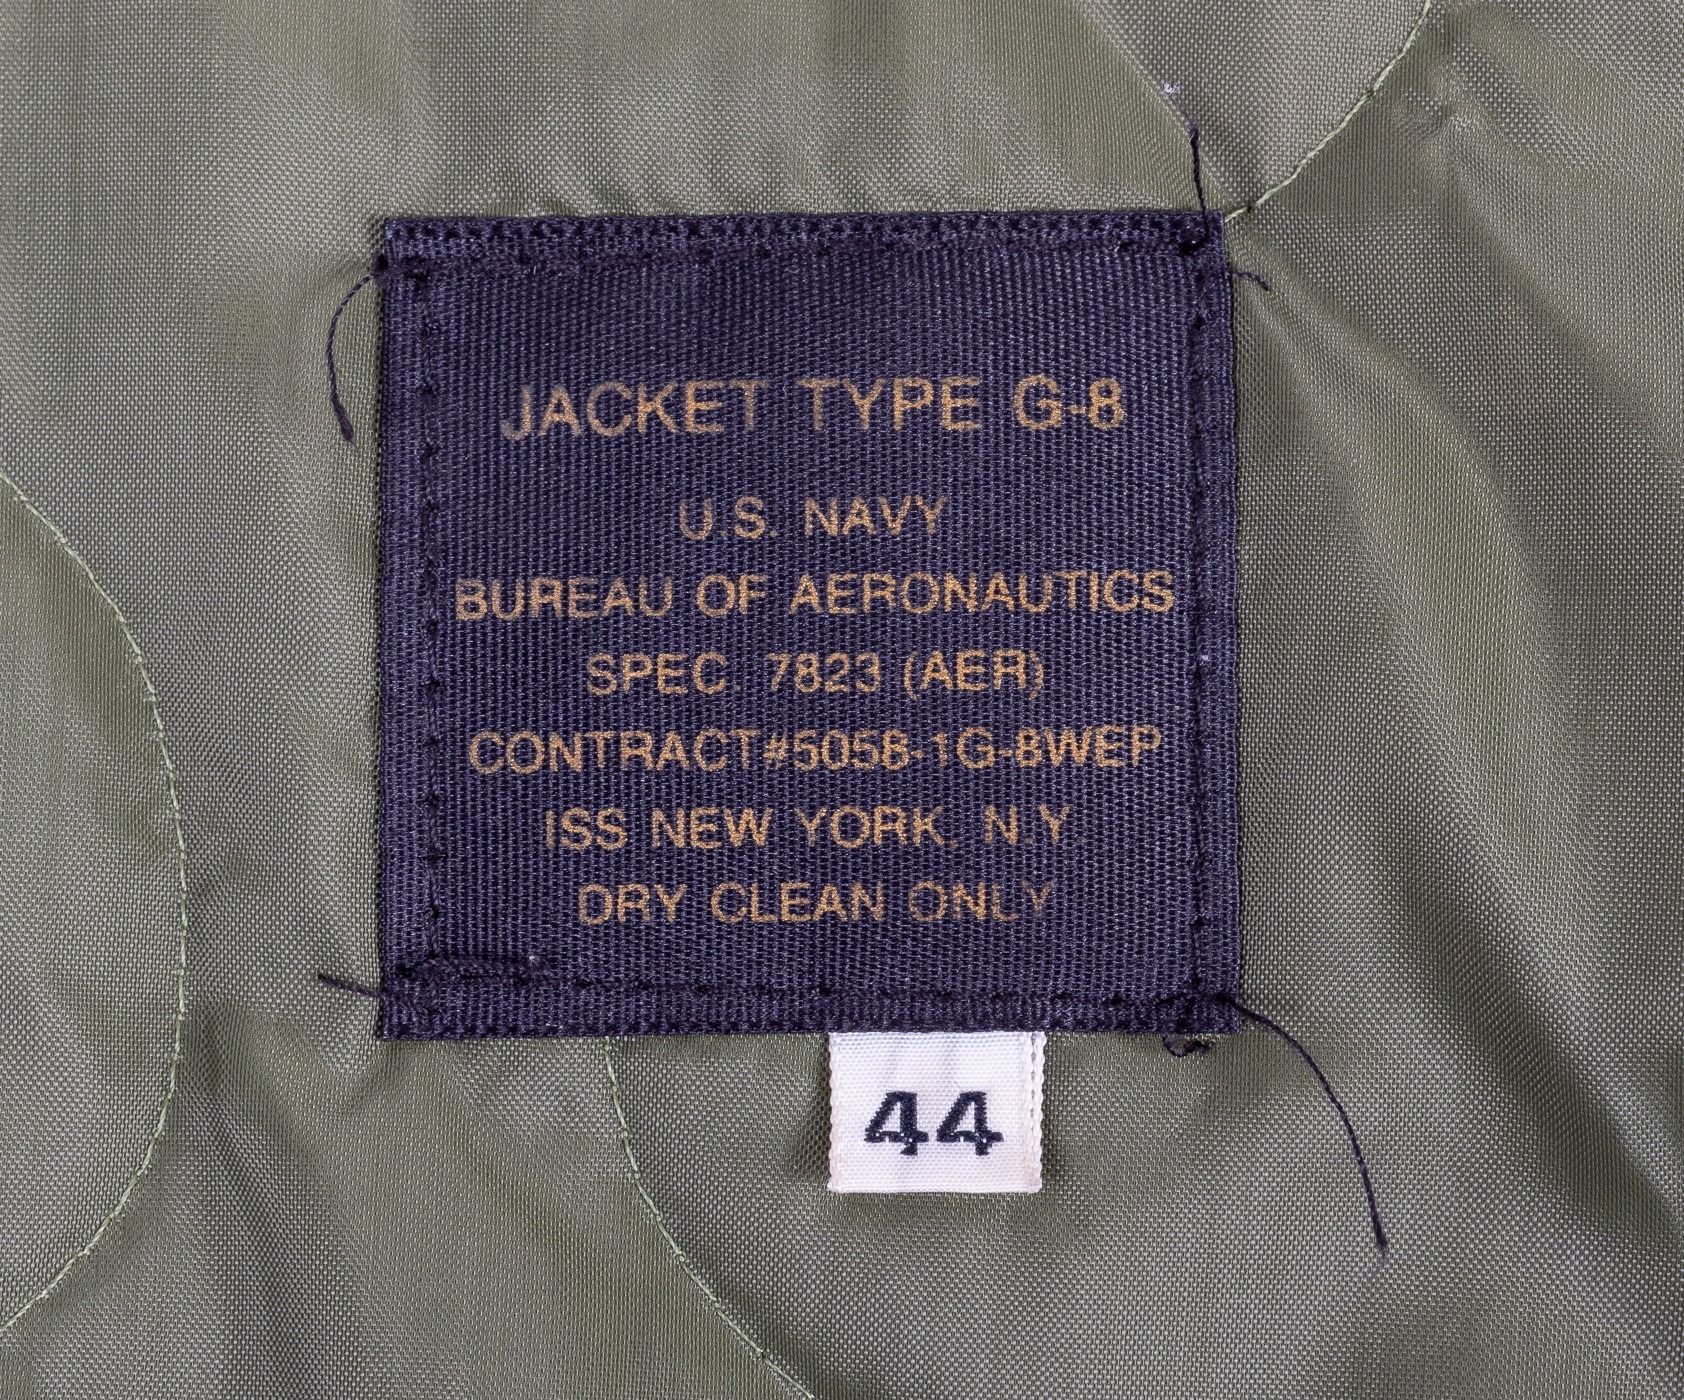 JACKET TYPE G-8
U.S. NAVY
BUREAU OF AERONAUTICS
SPEC. 7823 (AER)
CONTRACT#5058-1G-8WEP
ISS NEW YORK, N.Y.
DRY CLEAN ONLY
44